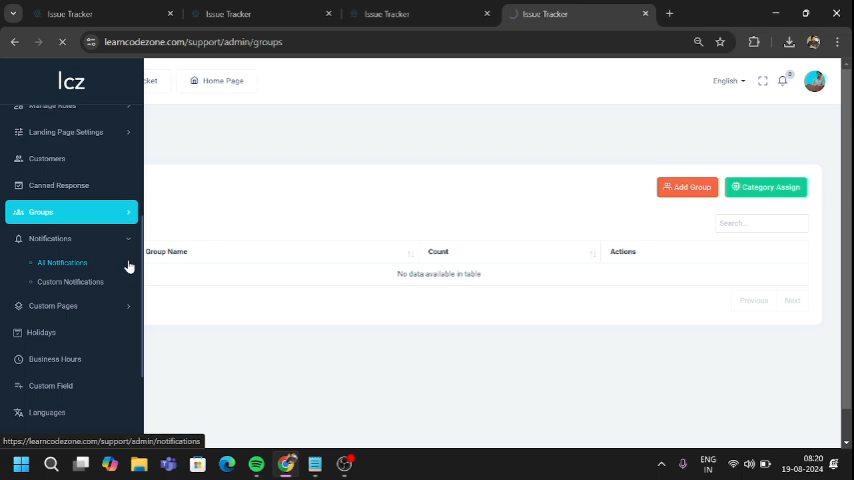 Issue Tracker
Issue Tracker
Issue Tracker
Issue Tracker
learncodezone.com/support/admin/groups
lcz
ket
Home Page
English
0
Manage Roles
Landing Page Settings
Customers
Canned Response
Groups
Notifications
All Notifications
Custom Notifications
Custom Pages
Holidays
Business Hours
Custom Field
Languages
Add Group
Category Assign
Search...
Group Name
Count
Actions
No data available in table
Previous
Next
https://learncodezone.com/support/admin/notifications
ENG
IN
08:20
19-08-2024